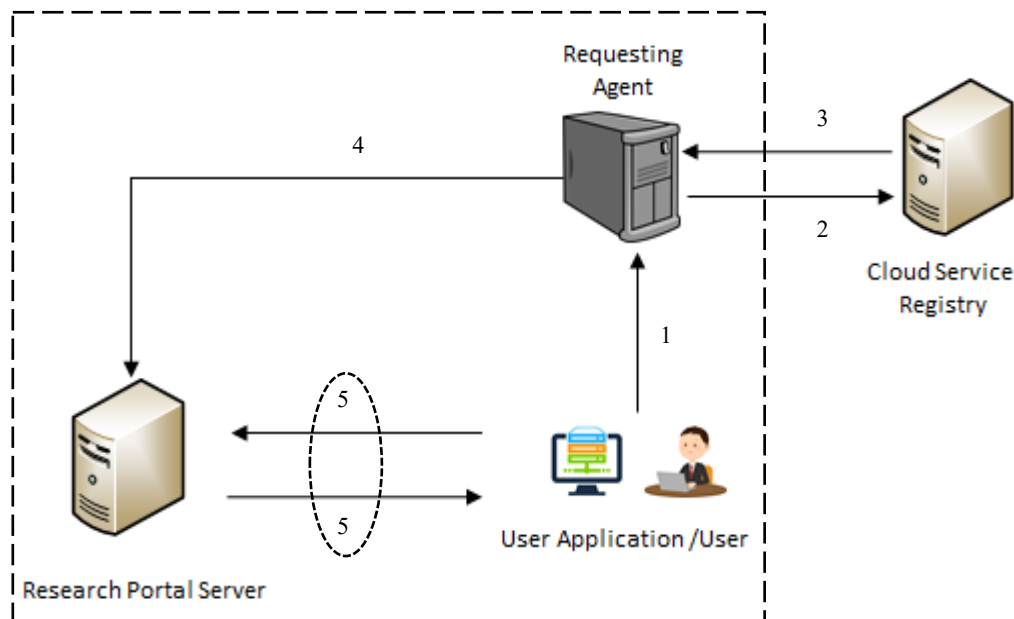 Requesting
Agent
3
4
2
Cloud Service
Registry
1
5
5
User Application /User
Research Portal Server